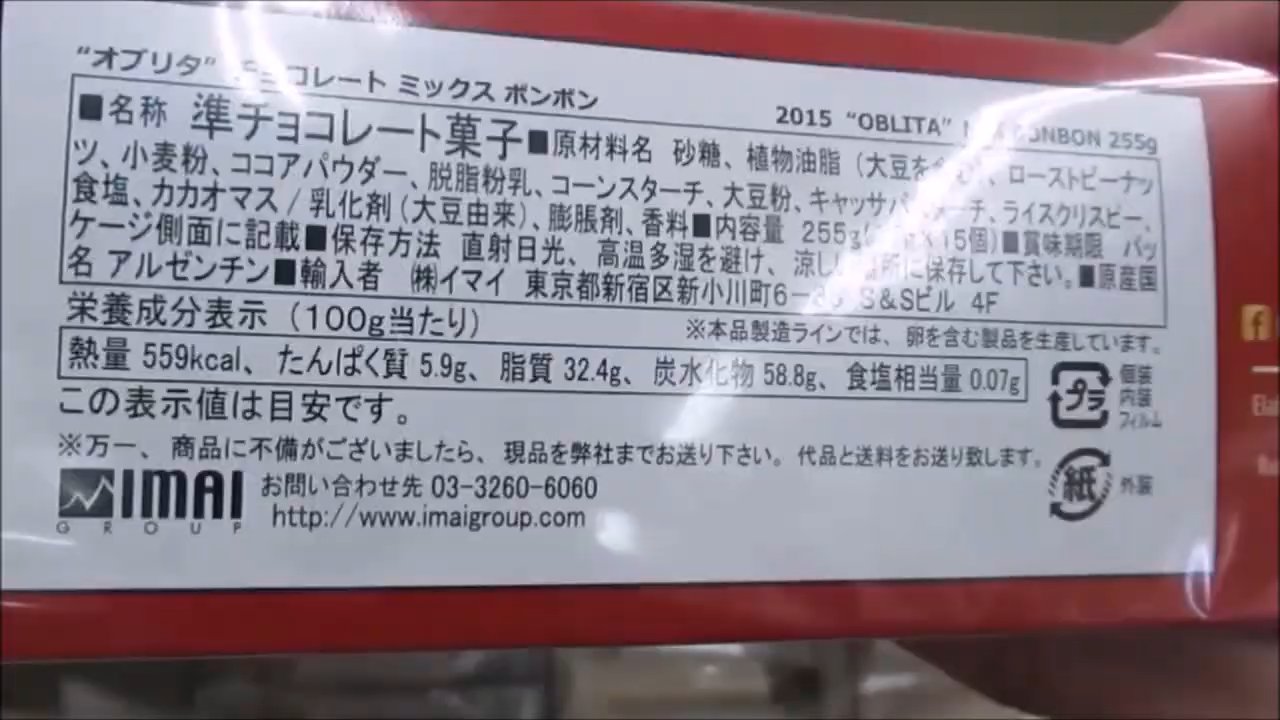 “オブリタ” チョコレート ミックス ボンボン
2015 “OBLITA” BONBON 255g
■名称 準チョコレート菓子■原材料名 砂糖、植物油脂（大豆を含む）、ローストピーナッ
ツ、小麦粉、ココアパウダー、脱脂粉乳、コーンスターチ、大豆粉、キャッサバ、ライスクリスピー、
食塩、カカオマス / 乳化剤（大豆由来）、膨脹剤、香料■内容量 255g 15個）■賞味期限 パッ
ケージ側面に記載■保存方法 直射日光、高温多湿を避け、涼しい場所に保存して下さい。■原産国
名 アルゼンチン■輸入者 ㈱イマイ 東京都新宿区新小川町 S＆Sビル 4F
栄養成分表示（100g当たり）
※本品製造ラインでは、卵を含む製品を生産しています。
熱量 559kcal、たんぱく質 5.9g、脂質 32.4g、炭水化物 58.8g、食塩相当量 0.07g
この表示値は目安です。
プラ
個装
内装
フィルム
※万一、商品に不備がございましたら、現品を弊社までお送り下さい。代品と送料をお送り致します。
紙 外装
IMAI
GROUP
お問い合わせ先 03-3260-6060
http://www.imaigroup.com
f